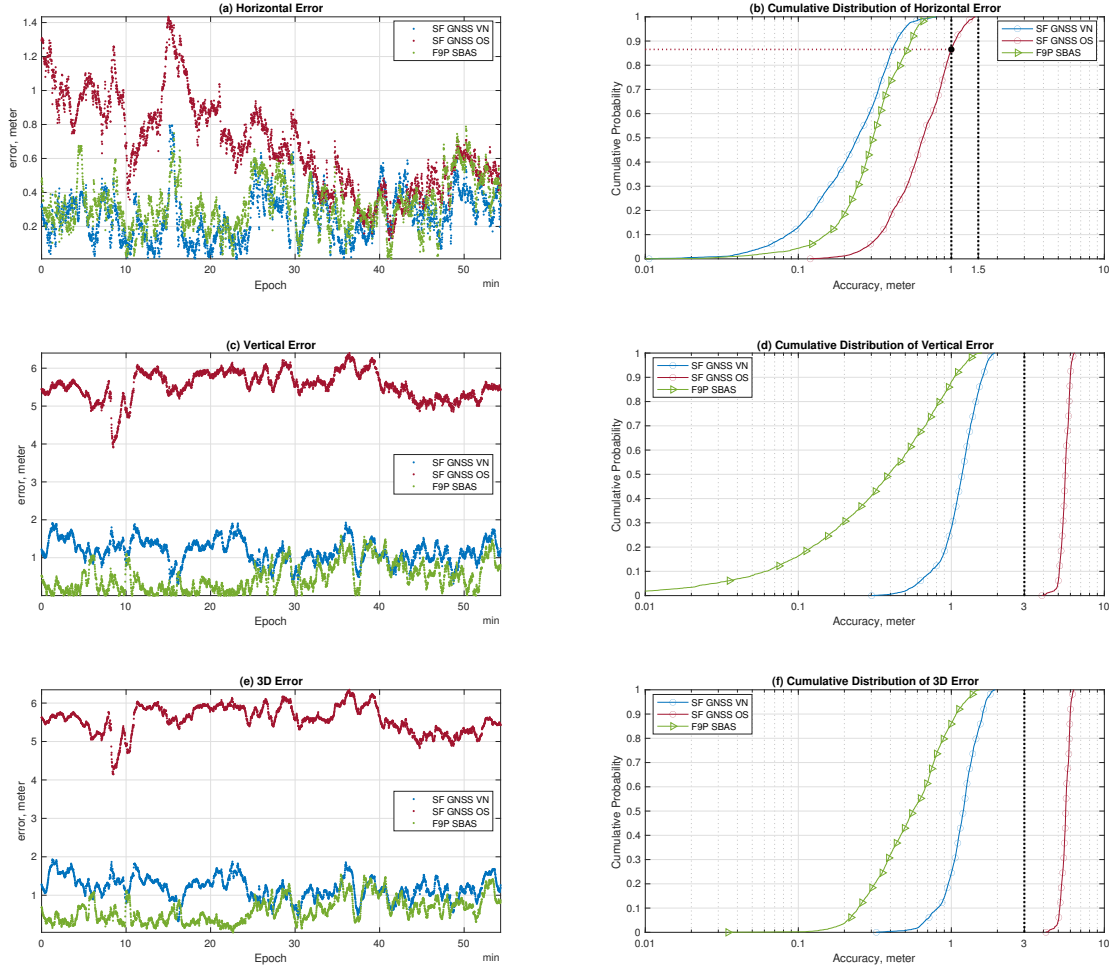 (a) Horizontal Error
1.4
1.2
1
0.8
0.6
0.4
0.2
error, meter
SF GNSS VN
SF GNSS OS
F9P SBAS
0 10 20 30 40 50
Epoch
min
(b) Cumulative Distribution of Horizontal Error
1
0.9
0.8
0.7
0.6
0.5
0.4
0.3
0.2
0.1
0
Cumulative Probability
SF GNSS VN
SF GNSS OS
F9P SBAS
0.01 0.1 1 1.5 10
Accuracy, meter
(c) Vertical Error
6
5
4
3
2
1
error, meter
SF GNSS VN
SF GNSS OS
F9P SBAS
0 10 20 30 40 50
Epoch
min
(d) Cumulative Distribution of Vertical Error
1
0.9
0.8
0.7
0.6
0.5
0.4
0.3
0.2
0.1
0
Cumulative Probability
SF GNSS VN
SF GNSS OS
F9P SBAS
0.01 0.1 1 3 10
Accuracy, meter
(e) 3D Error
6
5
4
3
2
1
error, meter
SF GNSS VN
SF GNSS OS
F9P SBAS
0 10 20 30 40 50
Epoch
min
(f) Cumulative Distribution of 3D Error
1
0.9
0.8
0.7
0.6
0.5
0.4
0.3
0.2
0.1
0
Cumulative Probability
SF GNSS VN
SF GNSS OS
F9P SBAS
0.01 0.1 1 3 10
Accuracy, meter